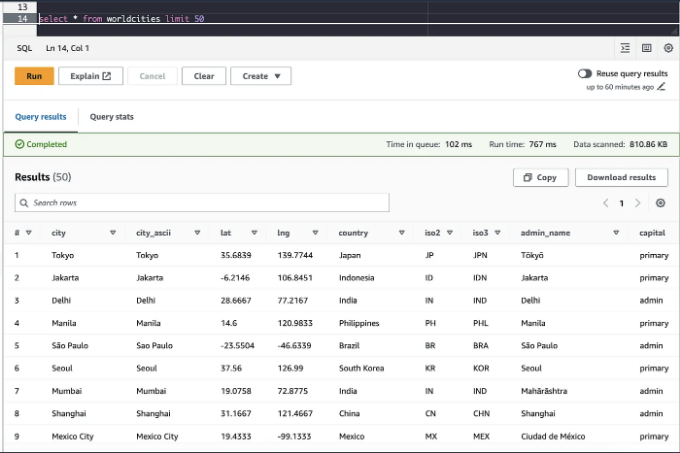 13
14 select * from worldcities limit 50
SQL Ln 14, Col 1
Run Explain Cancel Clear Create Reuse query results
up to 60 minutes ago
Query results Query stats
Completed Time in queue: 102 ms Run time: 767 ms Data scanned: 810.86 KB
Results (50) Copy Download results
Search rows 1
# city city_ascii lat lng country iso2 iso3 admin_name capital
1 Tokyo Tokyo 35.6839 139.7744 Japan JP JPN Tōkyō primary
2 Jakarta Jakarta -6.2146 106.8451 Indonesia ID IDN Jakarta primary
3 Delhi Delhi 28.6667 77.2167 India IN IND Delhi admin
4 Manila Manila 14.6 120.9833 Philippines PH PHL Manila primary
5 São Paulo Sao Paulo -23.5504 -46.6339 Brazil BR BRA São Paulo admin
6 Seoul Seoul 37.56 126.99 South Korea KR KOR Seoul primary
7 Mumbai Mumbai 19.0758 72.8775 India IN IND Mahārāshtra admin
8 Shanghai Shanghai 31.1667 121.4667 China CN CHN Shanghai admin
9 Mexico City Mexico City 19.4333 -99.1333 Mexico MX MEX Ciudad de México primary